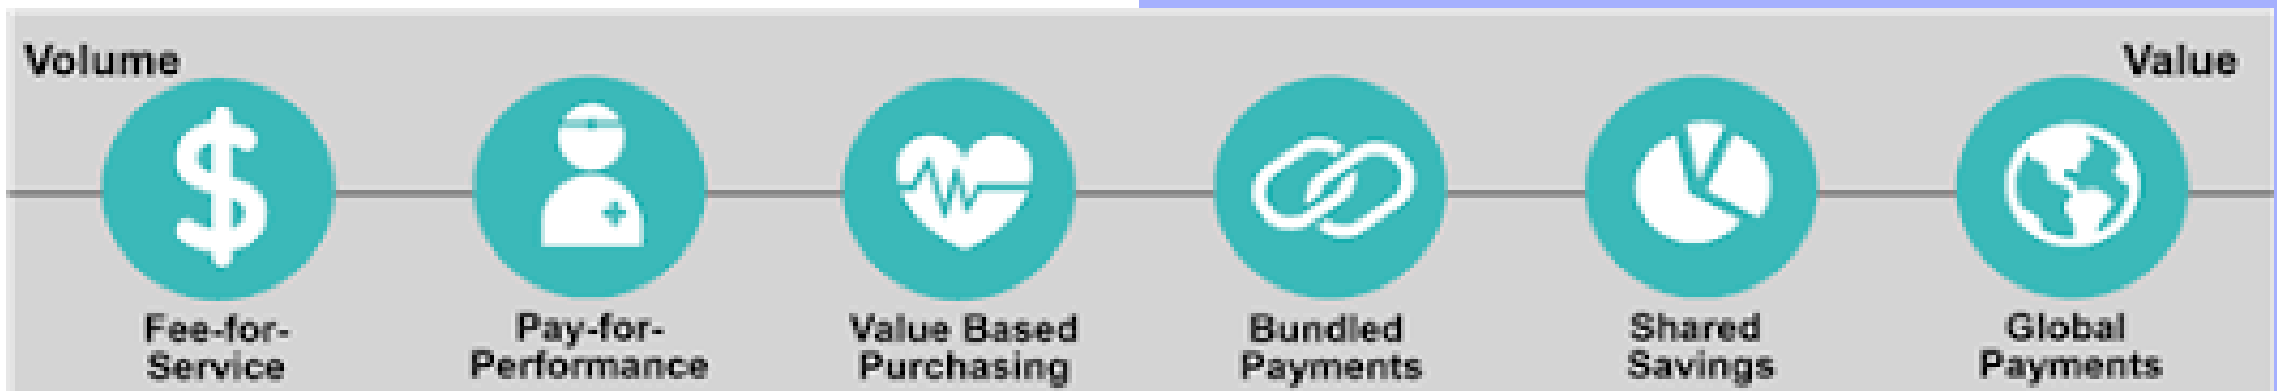 Volume
Value
Fee-for-
Service
Pay-for-
Performance
Value Based
Purchasing
Bundled
Payments
Shared
Savings
Global
Payments